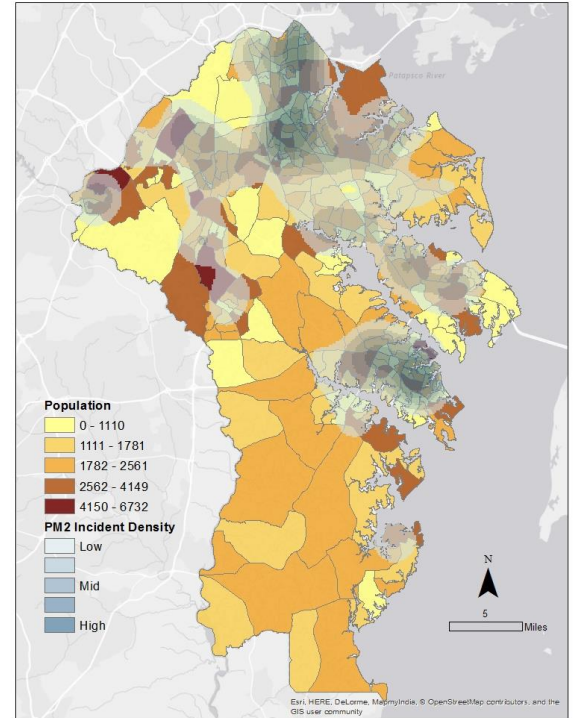 Patapsco River
Population
0 - 1110
1111 - 1781
1782 - 2561
2562 - 4149
4150 - 6732
PM2 Incident Density
Low
Mid
High
N
5
Miles
Esri, HERE, DeLorme, MapmyIndia, © OpenStreetMap contributors, and the
GIS user community